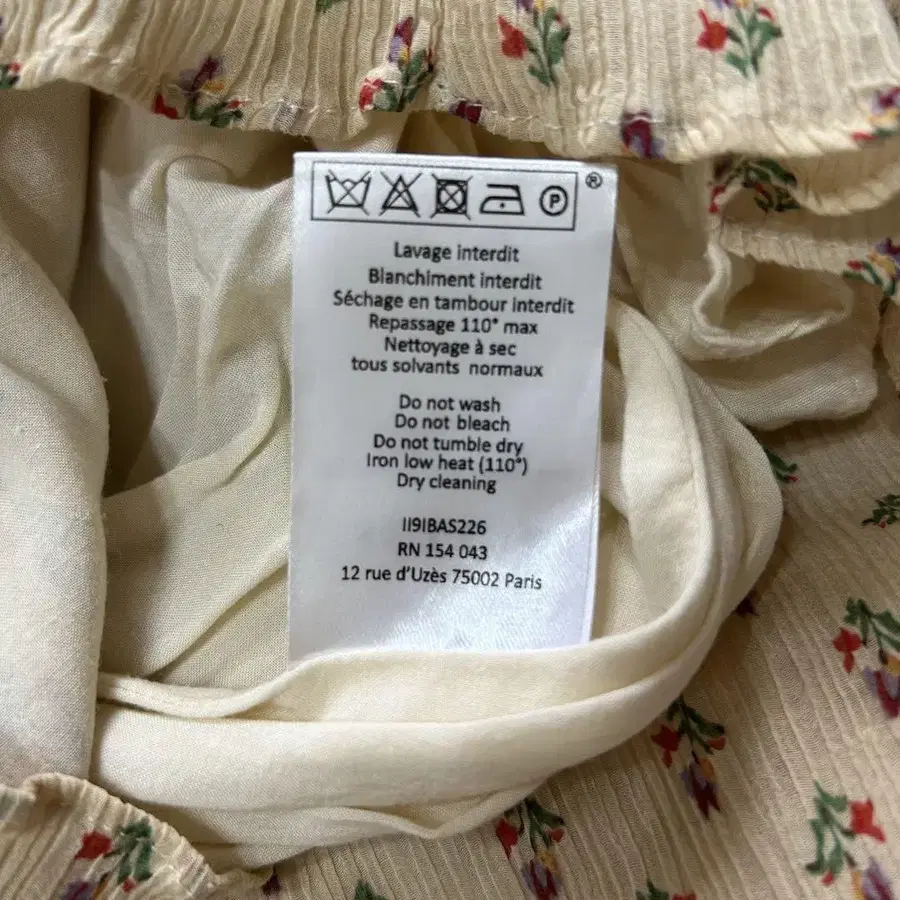 P
®
Lavage interdit
Blanchiment interdit
Séchage en tambour interdit
Repassage 110° max
Nettoyage à sec
tous solvants normaux
Do not wash
Do not bleach
Do not tumble dry
Iron low heat (110°)
Dry cleaning
II9IBAS226
RN 154 043
12 rue d'Uzès 75002 Paris